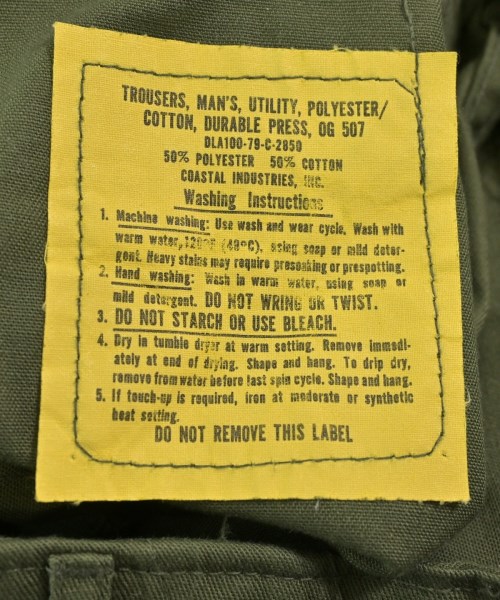 TROUSERS, MAN'S, UTILITY, POLYESTER/
COTTON, DURABLE PRESS, OG 507
DLA100-79-C-2850
50% POLYESTER 50% COTTON
COASTAL INDUSTRIES, INC.
Washing Instructions
1. Machine washing: Use wash and wear cycle. Wash with
warm water, 120°F (49°C). using soap or mild deter-
gent. Heavy stains may require presoaking or prespotting.
2. Hand washing: Wash in warm water, using soap or
mild detergent. DO NOT WRING OR TWIST.
3. DO NOT STARCH OR USE BLEACH.
4. Dry in tumble dryer at warm setting. Remove immedi-
ately at end of drying. Shape and hang. To drip dry,
remove from water before last spin cycle. Shape and hang.
5. If touch-up is required, iron at moderate or synthetic
heat setting.
DO NOT REMOVE THIS LABEL